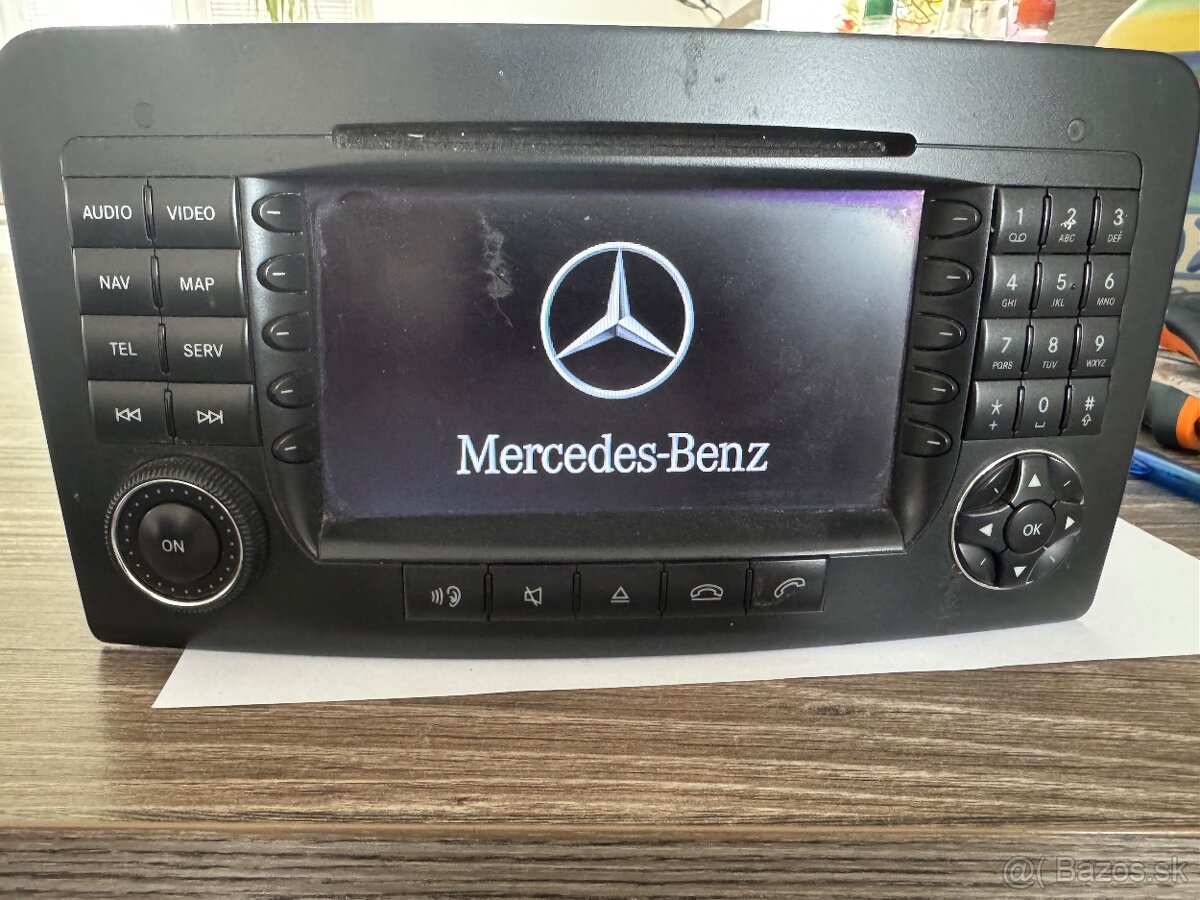 AUDIO VIDEO
NAV MAP
TEL SERV
ON
Mercedes-Benz
1 2 ABC 3 DEF
4 GHI 5 JKL 6 MNO
7 PQRS 8 TUV 9 WXYZ
* + 0 #
OK
@( Bazos.sk